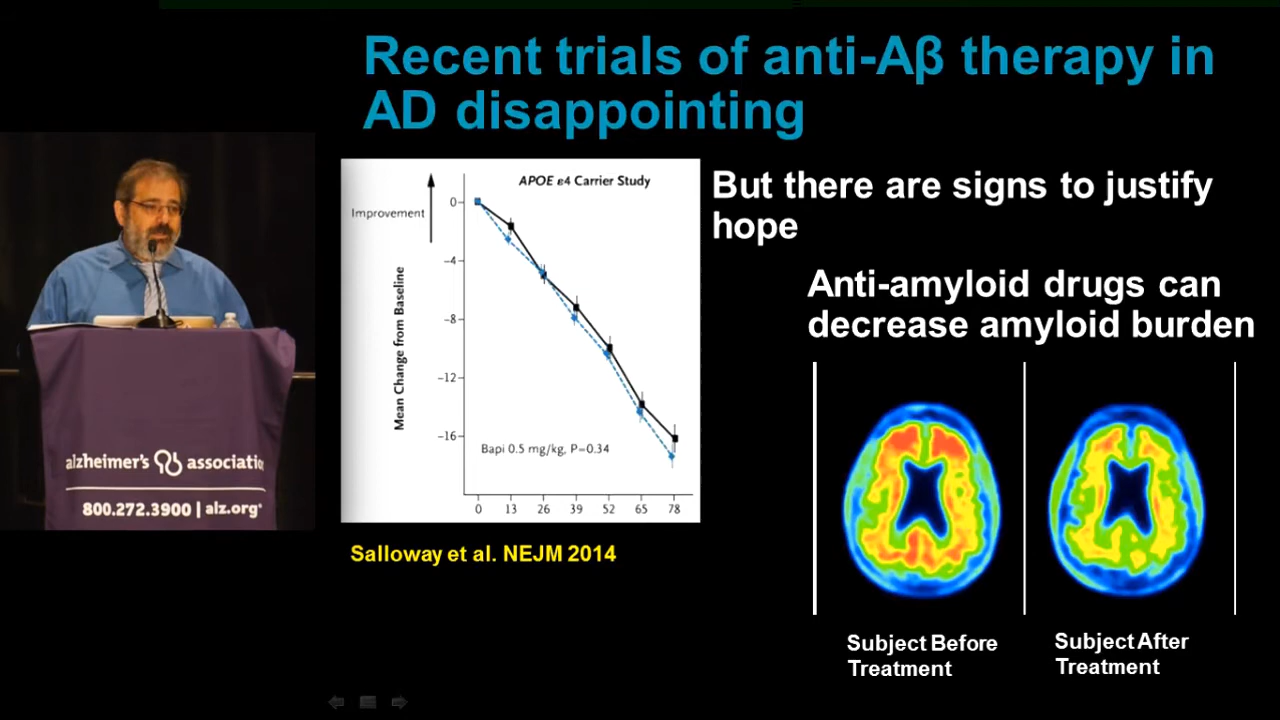 Recent trials of anti-Aβ therapy in
AD disappointing
But there are signs to justify
hope
Anti-amyloid drugs can
decrease amyloid burden
APOE ε4 Carrier Study
Improvement
Mean Change from Baseline
0
−4
−8
−12
−16
Bapi 0.5 mg/kg, P=0.34
0 13 26 39 52 65 78
Salloway et al. NEJM 2014
Subject Before
Treatment
Subject After
Treatment
alzheimer's associatio
800.272.3900 | alz.org®